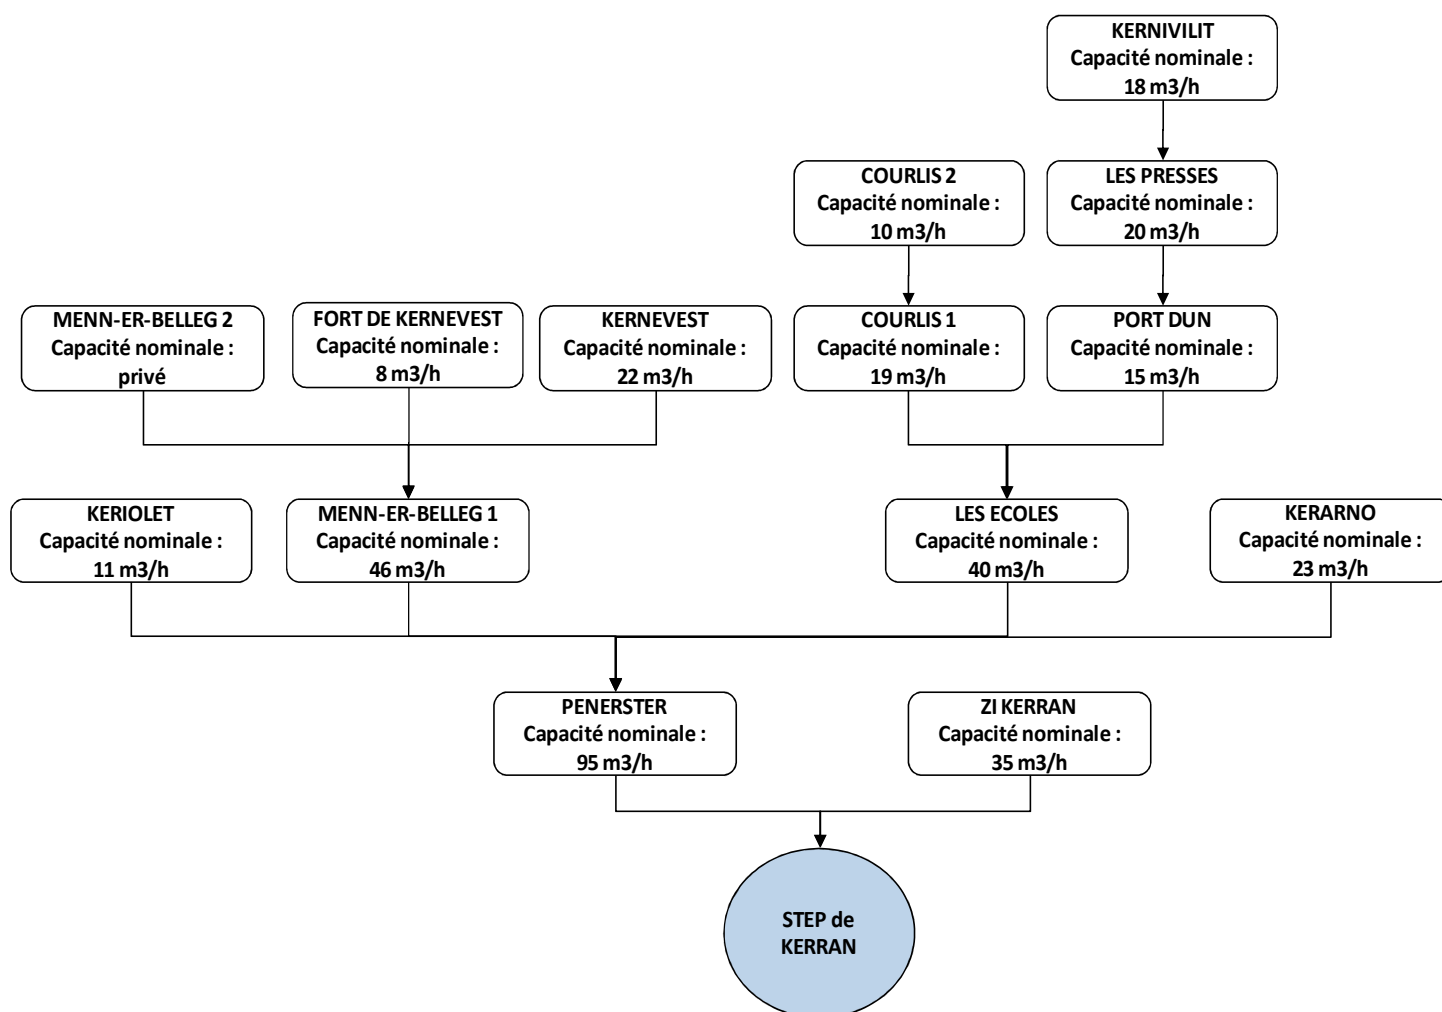 KERNIVILIT
Capacité nominale :
18 m3/h
COURLIS 2
Capacité nominale :
10 m3/h
LES PRESSES
Capacité nominale :
20 m3/h
MENN-ER-BELLEG 2
Capacité nominale :
privé
FORT DE KERNEVEST
Capacité nominale :
8 m3/h
KERNEVEST
Capacité nominale :
22 m3/h
COURLIS 1
Capacité nominale :
19 m3/h
PORT DUN
Capacité nominale :
15 m3/h
KERIOLET
Capacité nominale :
11 m3/h
MENN-ER-BELLEG 1
Capacité nominale :
46 m3/h
LES ECOLES
Capacité nominale :
40 m3/h
KERARNO
Capacité nominale :
23 m3/h
PENERSTER
Capacité nominale :
95 m3/h
ZI KERRAN
Capacité nominale :
35 m3/h
STEP de
KERRAN